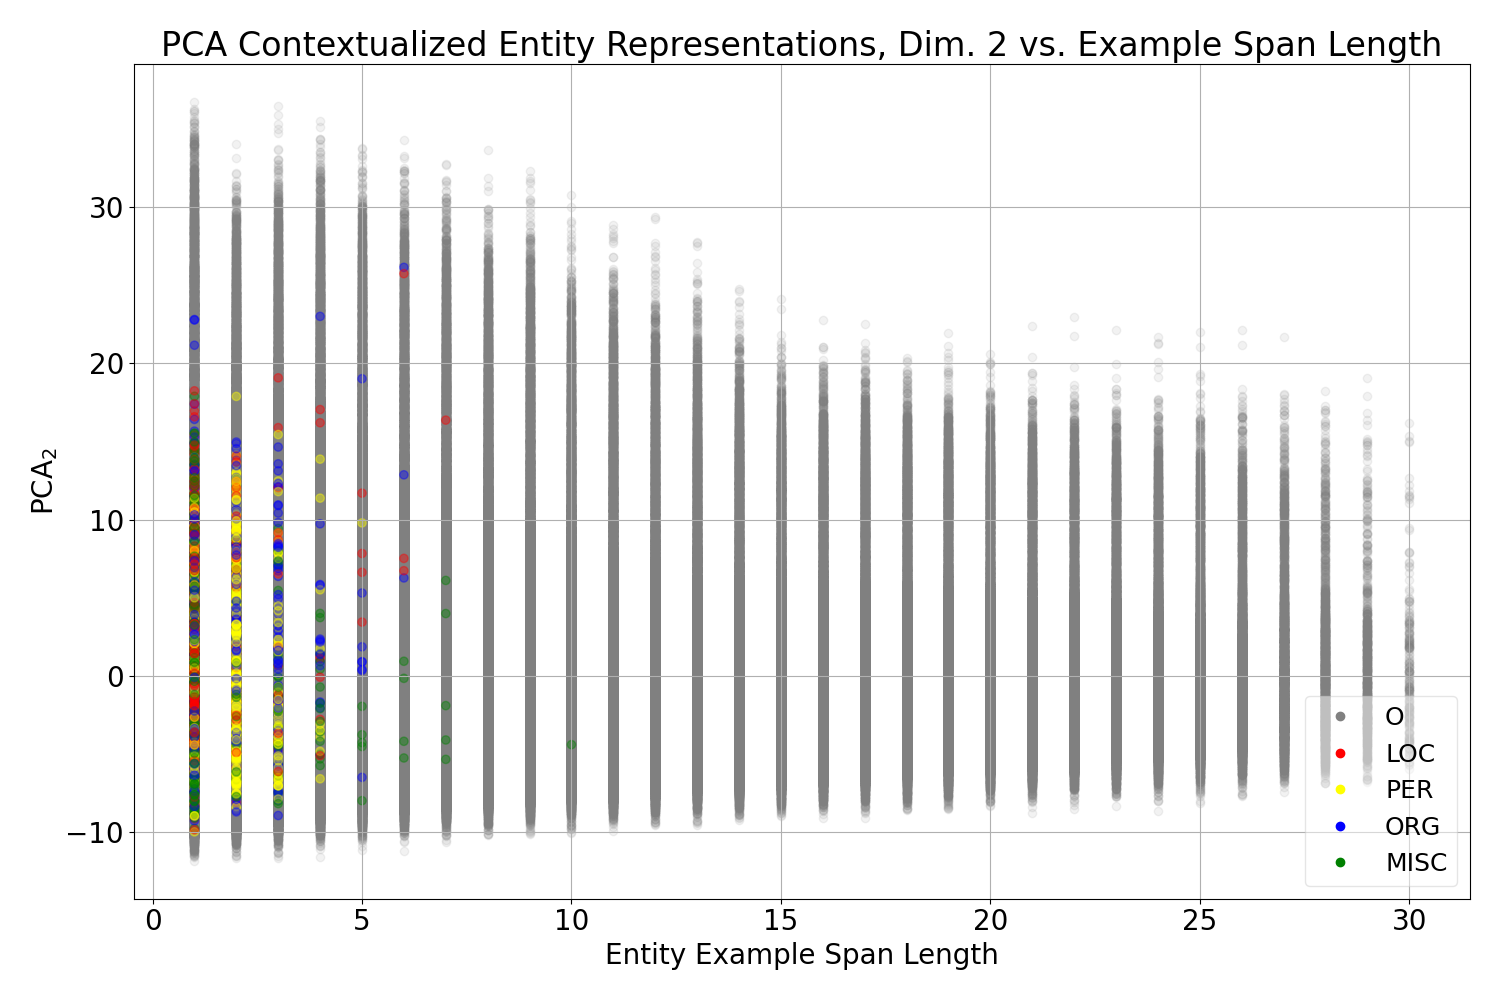 PCA Contextualized Entity Representations, Dim. 2 vs. Example Span Length
PCA₂
30
20
10
0
−10
O
LOC
PER
ORG
MISC
0 5 10 15 20 25 30
Entity Example Span Length